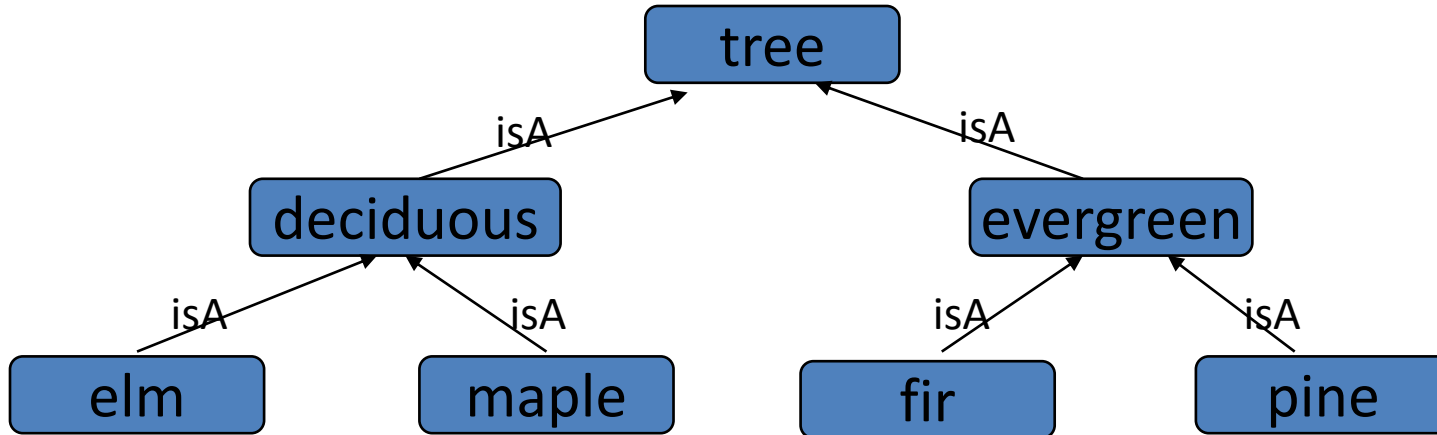 tree
isA
isA
deciduous
evergreen
isA
isA
isA
isA
elm
maple
fir
pine